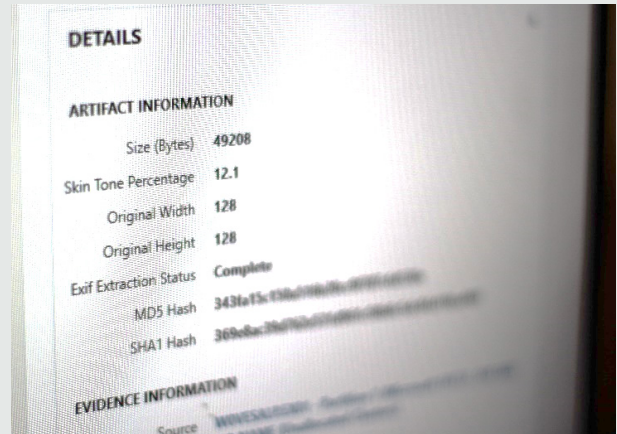 DETAILS
ARTIFACT INFORMATION
Size (Bytes) 49208
Skin Tone Percentage 12.1
Original Width 128
Original Height 128
Exif Extraction Status Complete
MD5 Hash
SHA1 Hash
EVIDENCE INFORMATION
Source